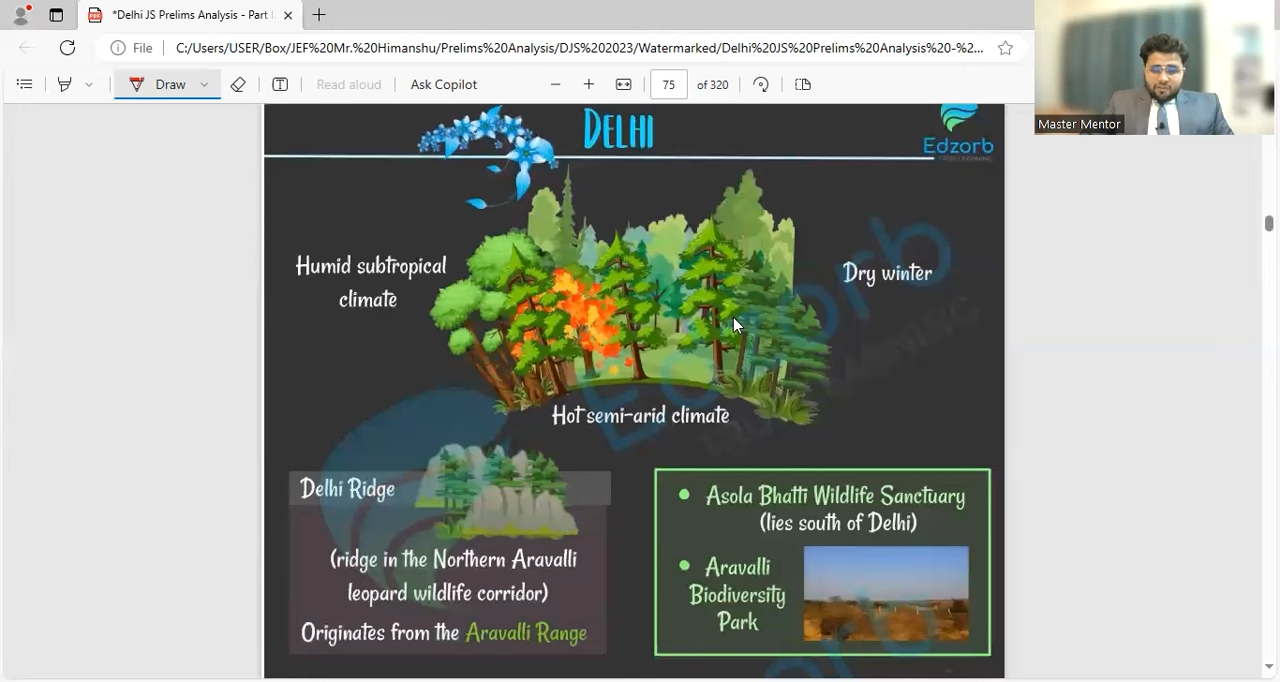 *Delhi JS Prelims Analysis - Part I
File
C:/Users/USER/Box/JEF%20Mr.%20Himanshu/Prelims%20Analysis/DJS%202023/Watermarked/Delhi%20JS%20Prelims%20Analysis%20-%2...
Draw
Read aloud
Ask Copilot
75
of 320
Master Mentor
DELHI
Edzorb
Humid subtropical
climate
Dry winter
Hot semi-arid climate
Delhi Ridge
(ridge in the Northern Aravalli
leopard wildlife corridor)
Originates from the Aravalli Range
• Asola Bhatti Wildlife Sanctuary
(lies south of Delhi)
• Aravalli
Biodiversity
Park
Edzorb